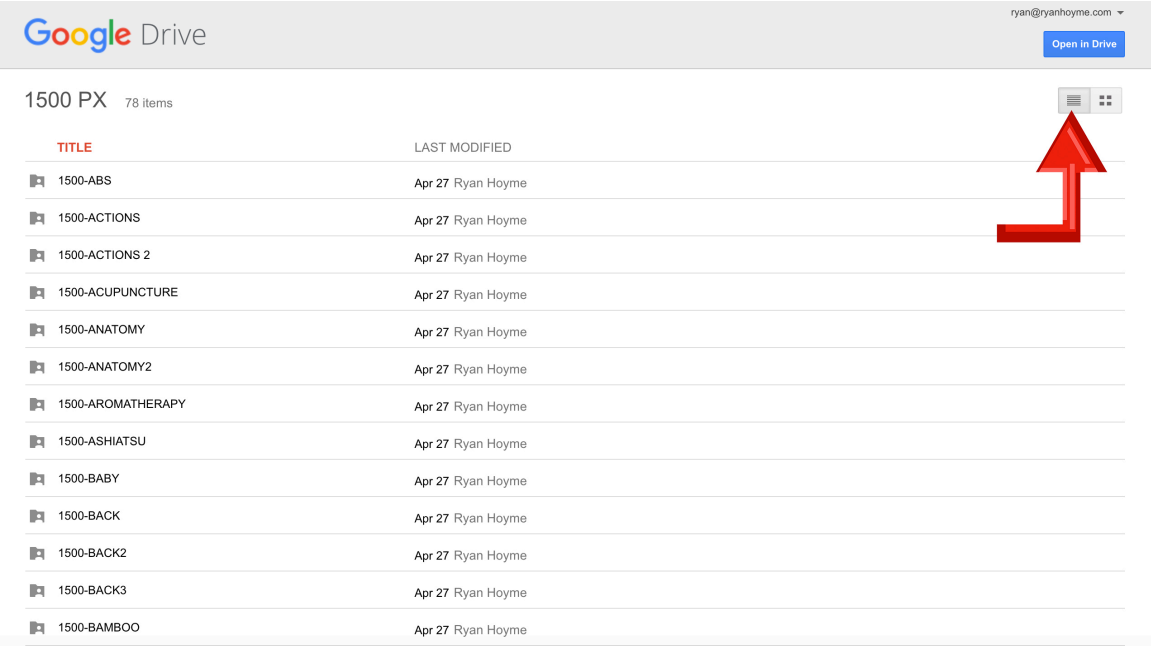 ryan@ryanhoyme.com
Google Drive
Open in Drive
1500 PX 78 items
TITLE LAST MODIFIED
1500-ABS Apr 27 Ryan Hoyme
1500-ACTIONS Apr 27 Ryan Hoyme
1500-ACTIONS 2 Apr 27 Ryan Hoyme
1500-ACUPUNCTURE Apr 27 Ryan Hoyme
1500-ANATOMY Apr 27 Ryan Hoyme
1500-ANATOMY2 Apr 27 Ryan Hoyme
1500-AROMATHERAPY Apr 27 Ryan Hoyme
1500-ASHIATSU Apr 27 Ryan Hoyme
1500-BABY Apr 27 Ryan Hoyme
1500-BACK Apr 27 Ryan Hoyme
1500-BACK2 Apr 27 Ryan Hoyme
1500-BACK3 Apr 27 Ryan Hoyme
1500-BAMBOO Apr 27 Ryan Hoyme